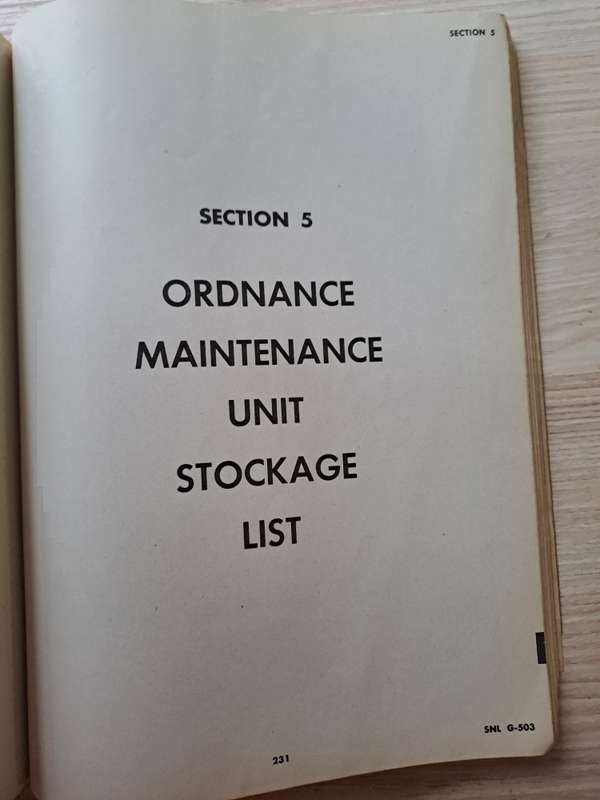 SECTION 5
SECTION 5
ORDNANCE
MAINTENANCE
UNIT
STOCKAGE
LIST
SNL G-503
231